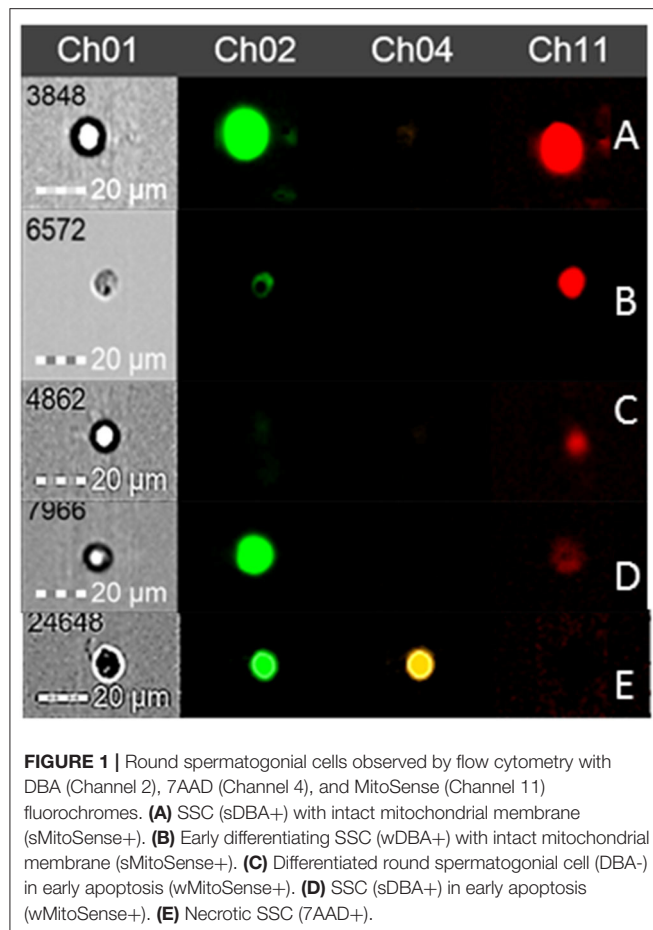 Ch01 Ch02 Ch04 Ch11
3848
20 µm
A
6572
20 µm
B
4862
20 µm
C
7966
20 µm
D
24648
20 µm
E
FIGURE 1 | Round spermatogonial cells observed by flow cytometry with
DBA (Channel 2), 7AAD (Channel 4), and MitoSense (Channel 11)
fluorochromes. (A) SSC (sDBA+) with intact mitochondrial membrane
(sMitoSense+). (B) Early differentiating SSC (wDBA+) with intact mitochondrial
membrane (sMitoSense+). (C) Differentiated round spermatogonial cell (DBA-)
in early apoptosis (wMitoSense+). (D) SSC (sDBA+) in early apoptosis
(wMitoSense+). (E) Necrotic SSC (7AAD+).